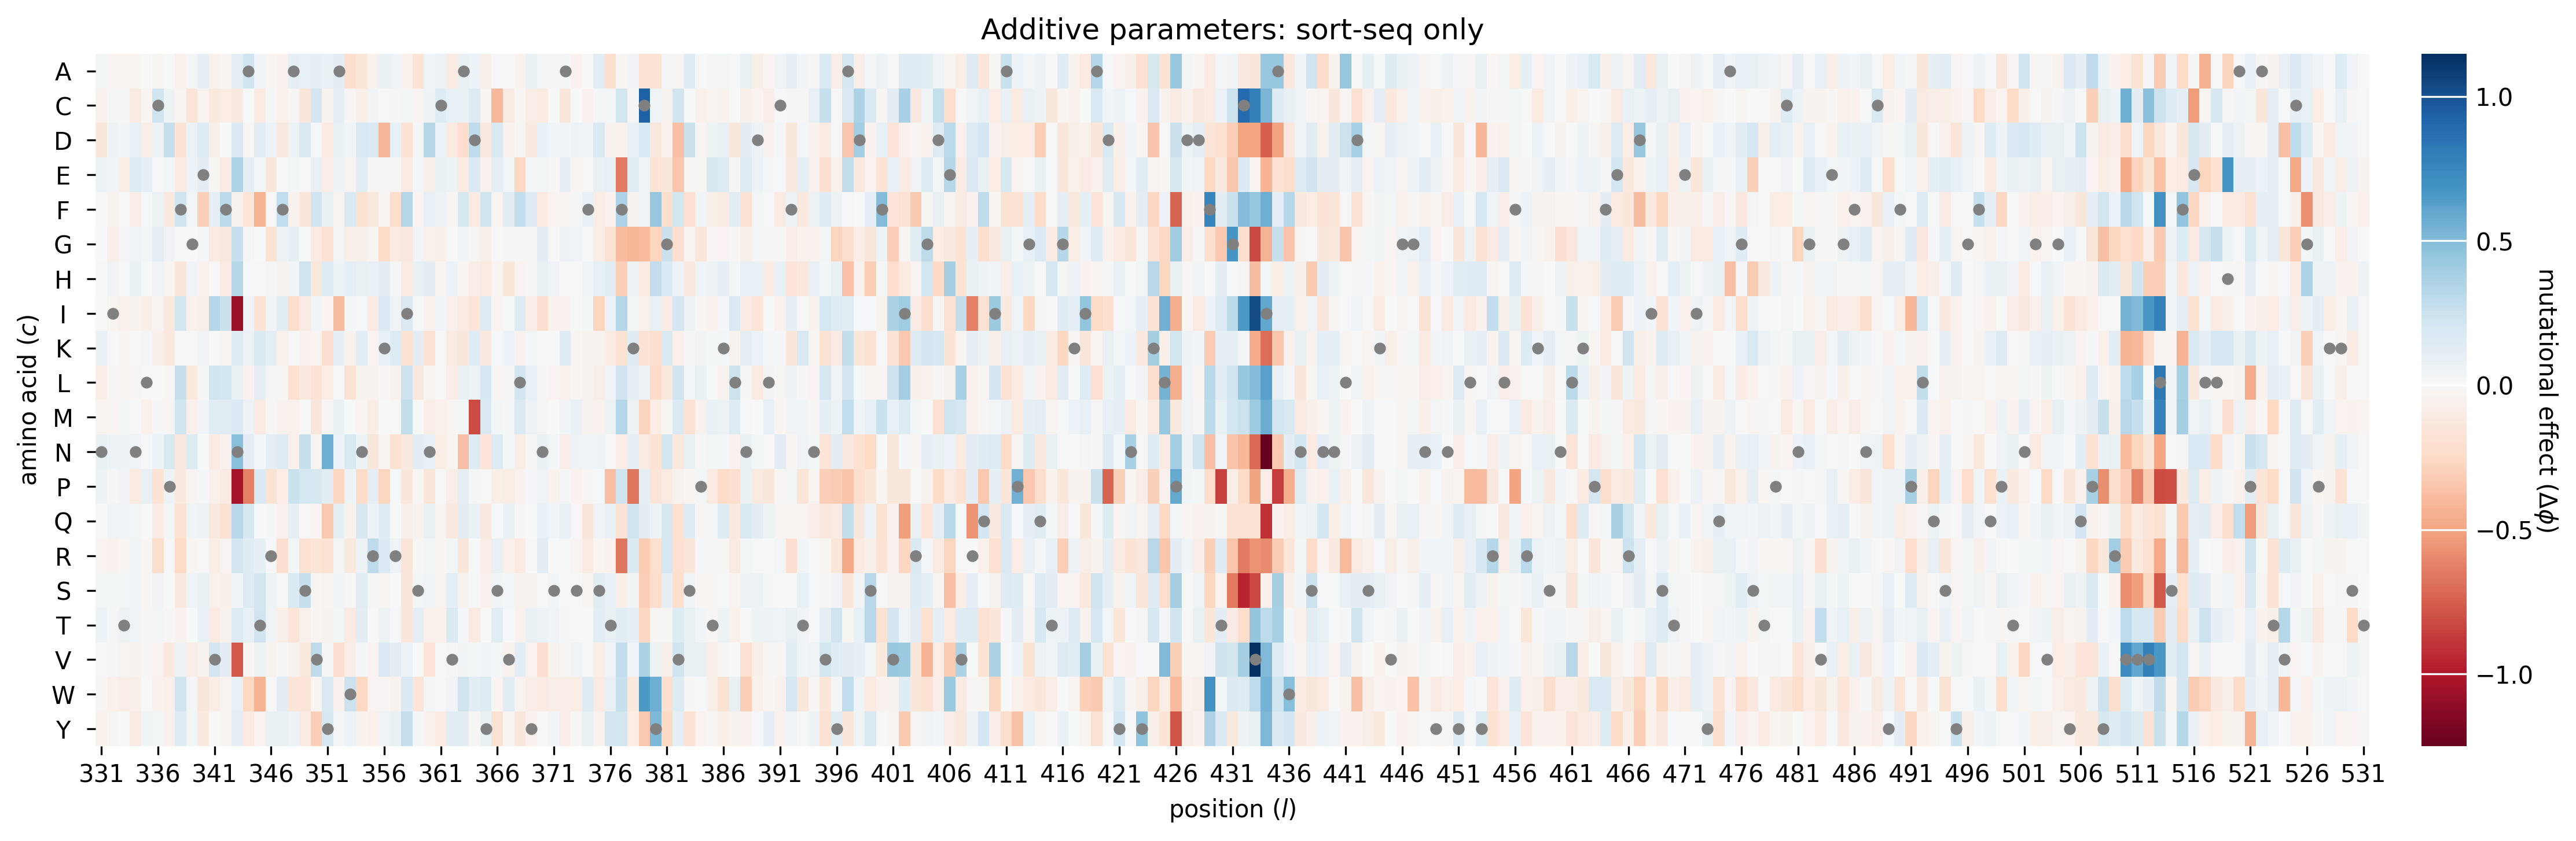 Additive parameters: sort-seq only
amino acid (c)
A
C
D
E
F
G
H
I
K
L
M
N
P
Q
R
S
T
V
W
Y
331 336 341 346 351 356 361 366 371 376 381 386 391 396 401 406 411 416 421 426 431 436 441 446 451 456 461 466 471 476 481 486 491 496 501 506 511 516 521 526 531
position (l)
1.0
0.5
0.0
−0.5
−1.0
mutational effect (Δϕ)